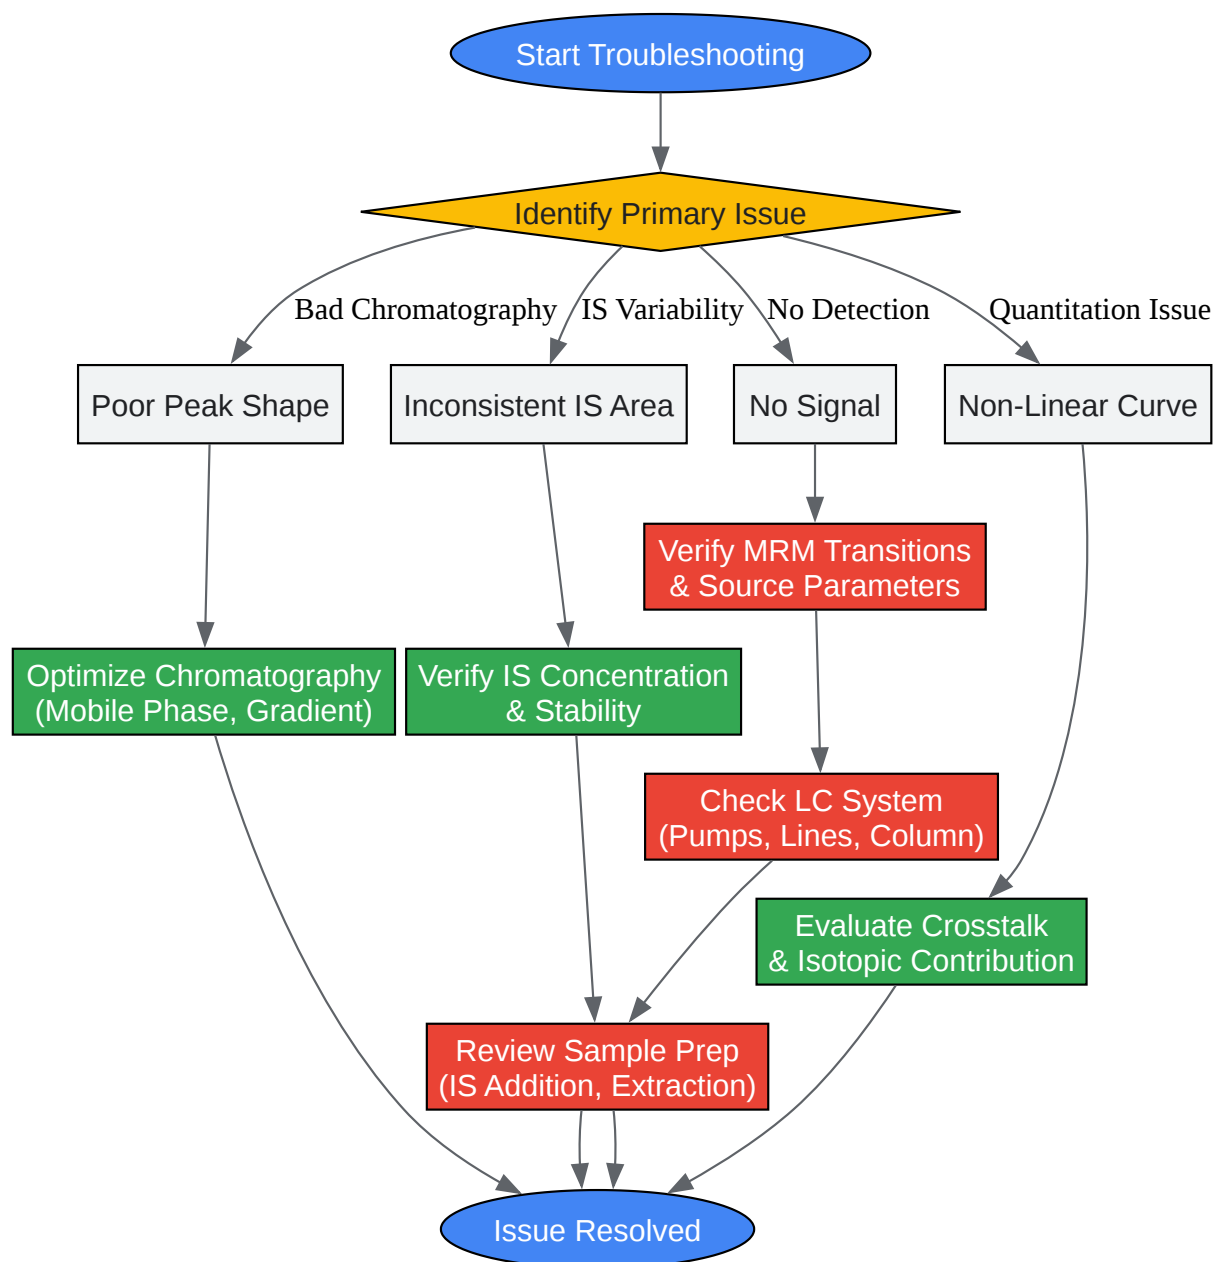 Start Troubleshooting
Identify Primary Issue
Bad Chromatography
IS Variability
No Detection
Quantitation Issue
Poor Peak Shape
Inconsistent IS Area
No Signal
Non-Linear Curve
Verify MRM Transitions
& Source Parameters
Optimize Chromatography
(Mobile Phase, Gradient)
Verify IS Concentration
& Stability
Check LC System
(Pumps, Lines, Column)
Evaluate Crosstalk
& Isotopic Contribution
Review Sample Prep
(IS Addition, Extraction)
Issue Resolved